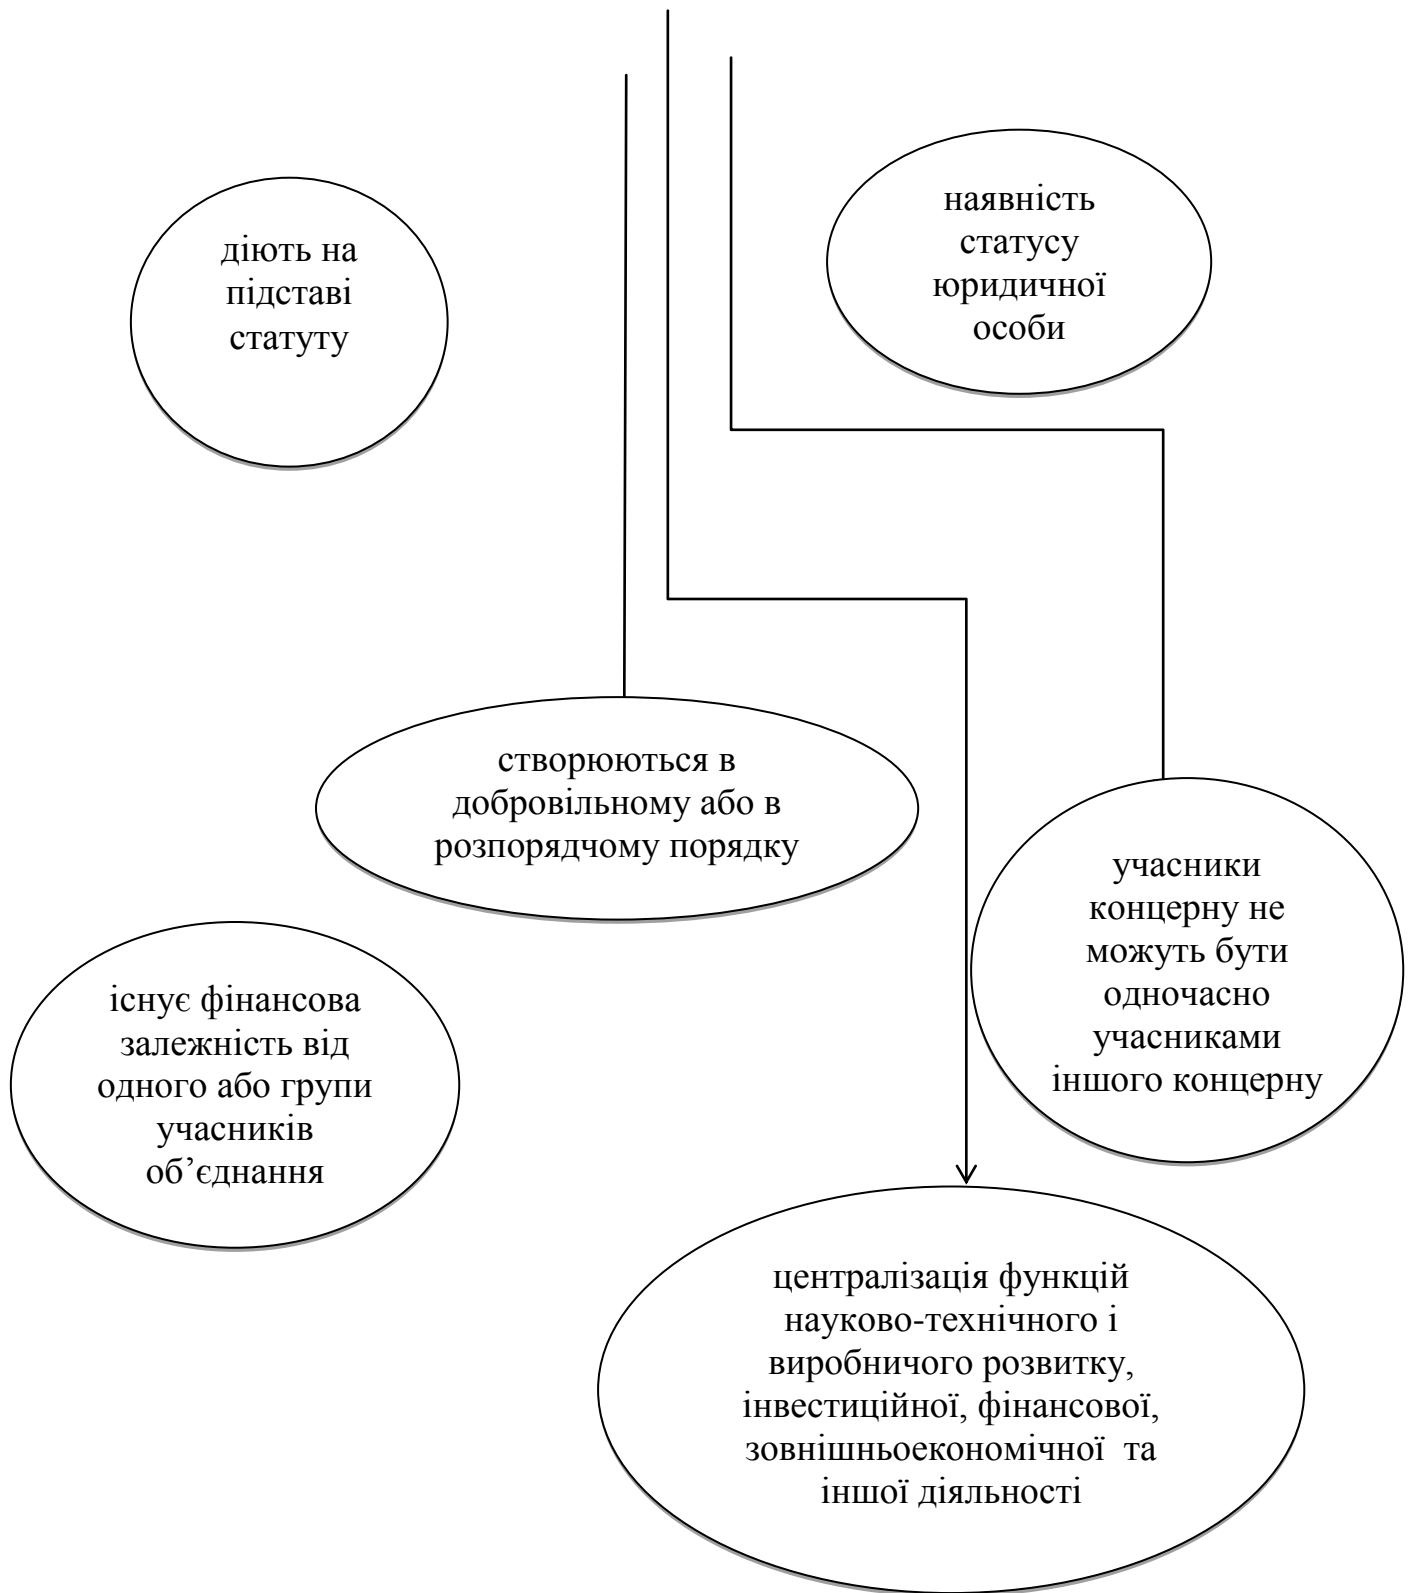 діють на
підставі
статуту
наявність
статусу
юридичної
особи
створюються в
добровільному або в
розпорядчому порядку
учасники
концерну не
можуть бути
одночасно
учасниками
іншого концерну
існує фінансова
залежність від
одного або групи
учасників
об’єднання
централізація функцій
науково-технічного і
виробничого розвитку,
інвестиційної, фінансової,
зовнішньоекономічної та
іншої діяльності